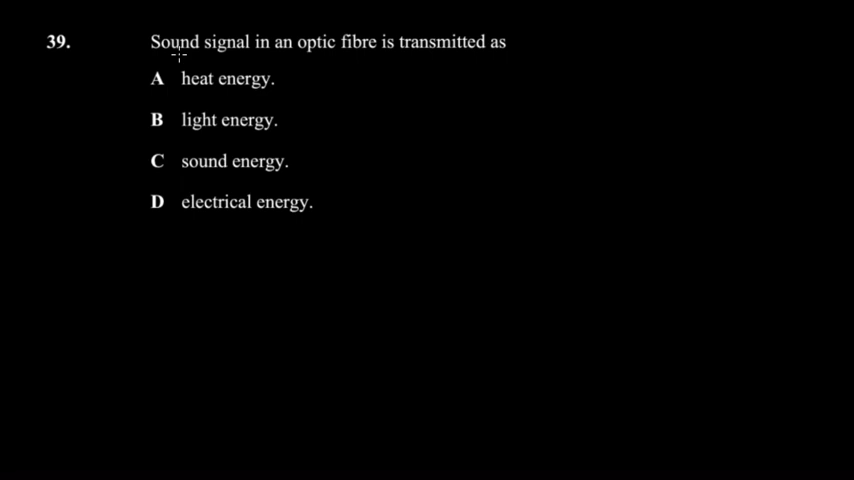 39. Sound signal in an optic fibre is transmitted as
A heat energy.
B light energy.
C sound energy.
D electrical energy.